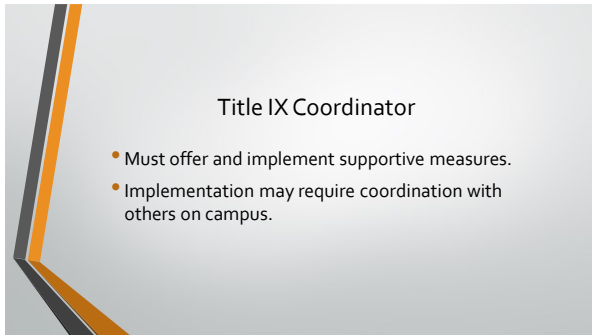 Title IX Coordinator
• Must offer and implement supportive measures.
• Implementation may require coordination with
others on campus.